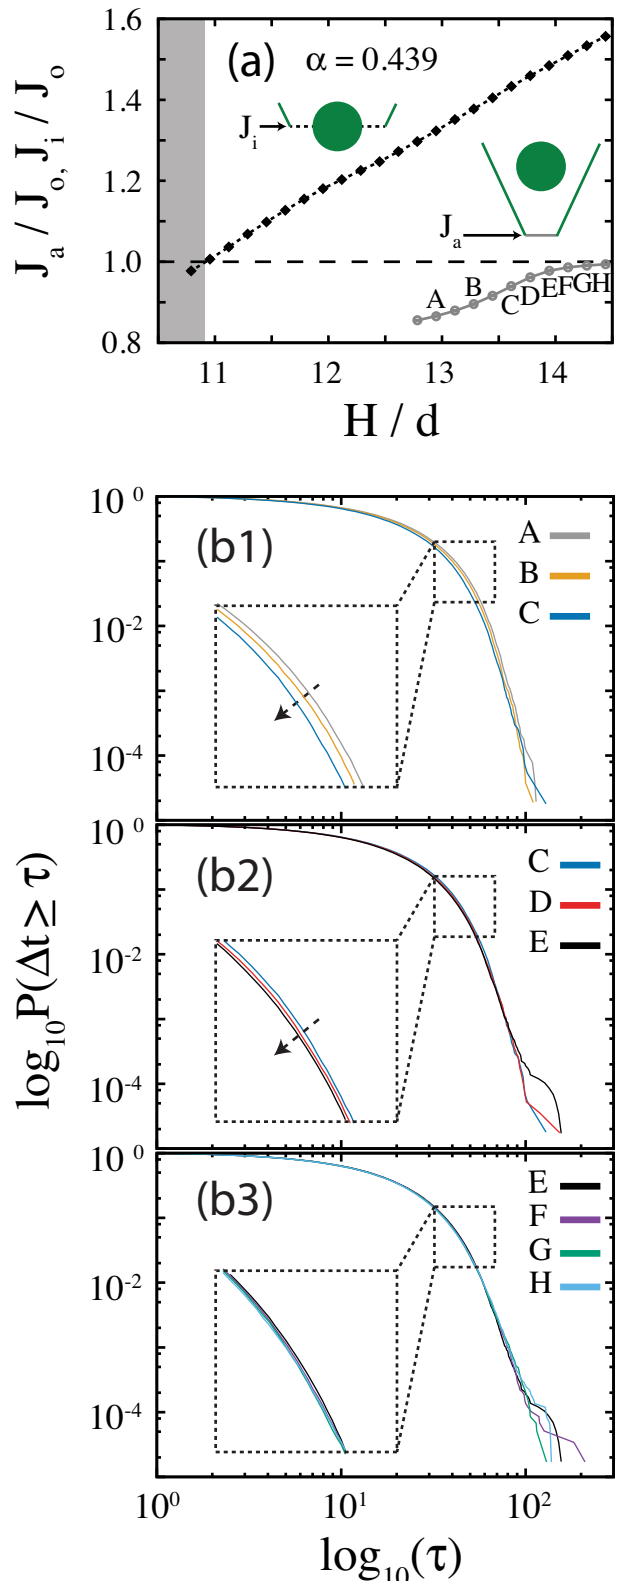 (a) α = 0.439
J_a / J_o, J_i / J_o
1.6
1.4
1.2
1.0
0.8
J_i
J_a
A B C D E F G H
11 12 13 14
H / d
(b1)
A
B
C
10^0
10^-2
10^-4
(b2)
C
D
E
10^0
10^-2
10^-4
log_10 P(Δt ≥ τ)
(b3)
E
F
G
H
10^0
10^-2
10^-4
10^0 10^1 10^2
log_10(τ)